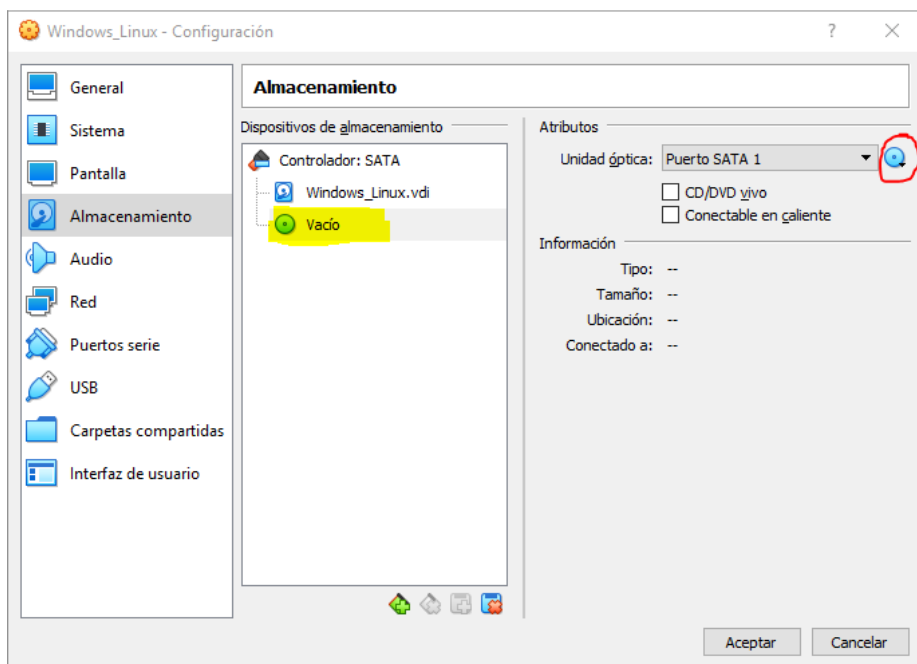 Windows_Linux - Configuración
?
General
Sistema
Pantalla
Almacenamiento
Audio
Red
Puertos serie
USB
Carpetas compartidas
Interfaz de usuario
Almacenamiento
Dispositivos de almacenamiento
Controlador: SATA
Windows_Linux.vdi
Vacío
Atributos
Unidad óptica: Puerto SATA 1
CD/DVD vivo
Conectable en caliente
Información
Tipo: --
Tamaño: --
Ubicación: --
Conectado a: --
Aceptar Cancelar